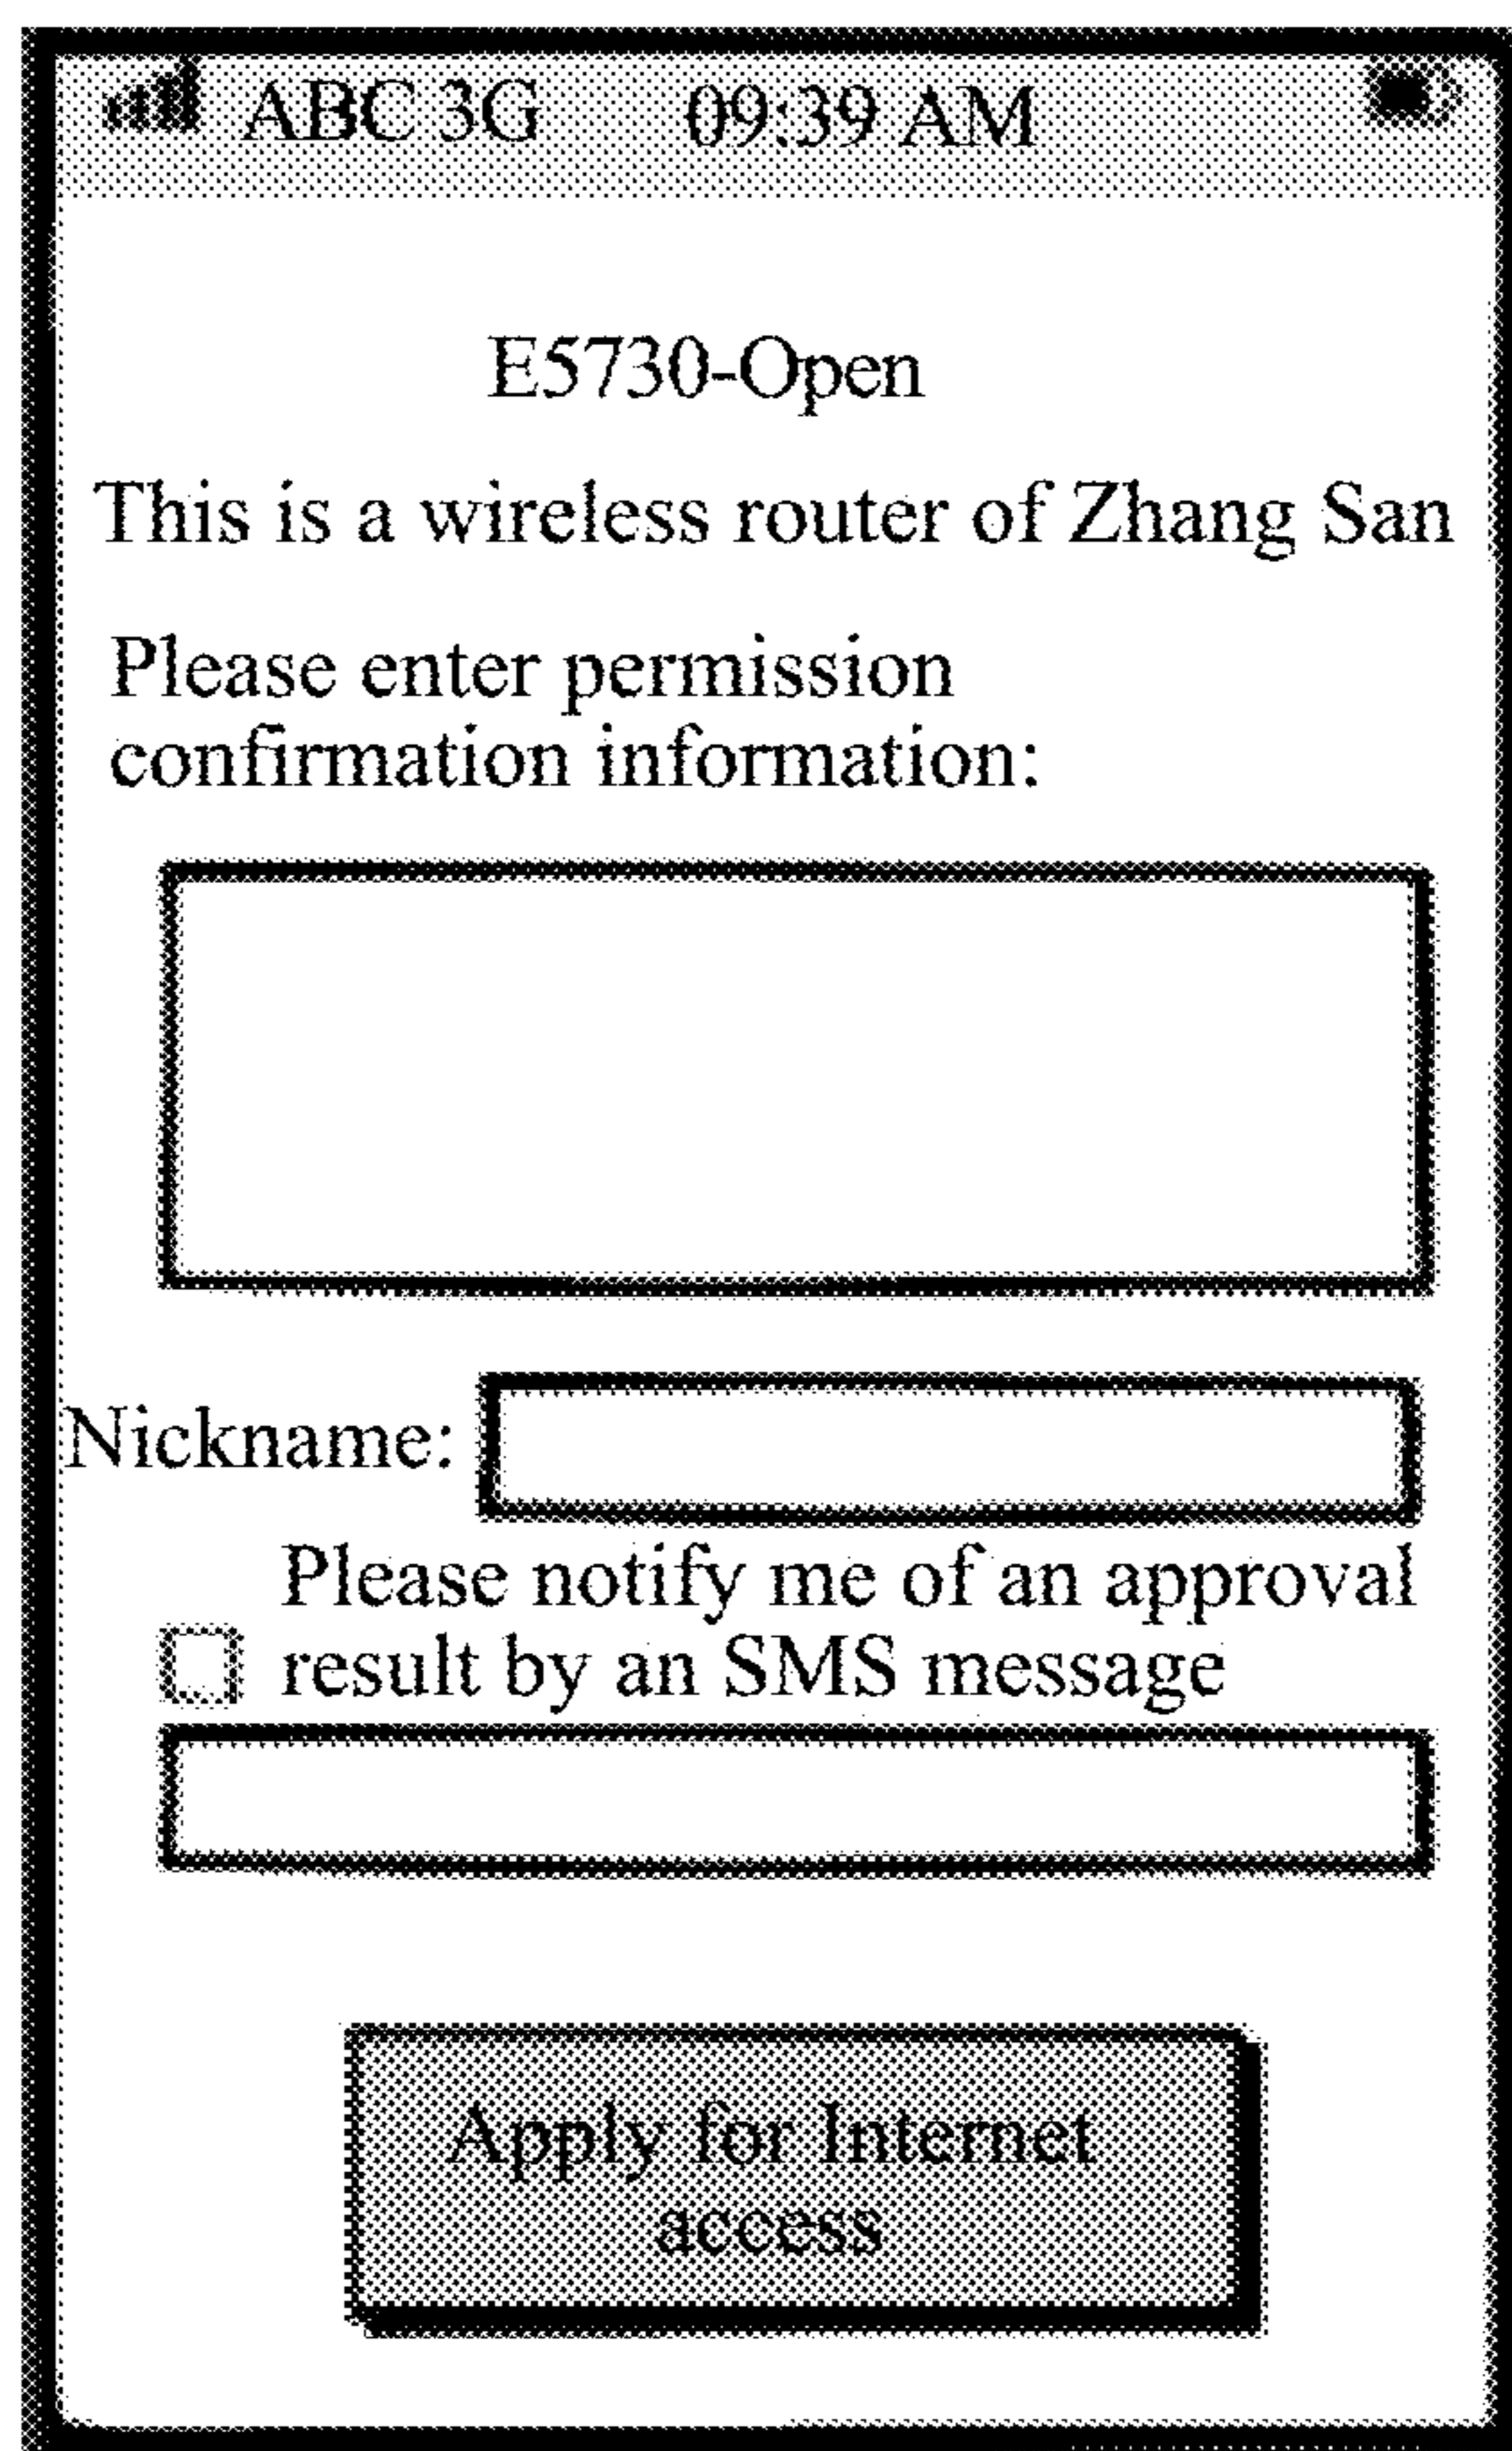 ABC 3G 09:39 AM
E5730-Open
This is a wireless router of Zhang San
Please enter permission
confirmation information:
Nickname:
Please notify me of an approval
result by an SMS message
Apply for Internet
access